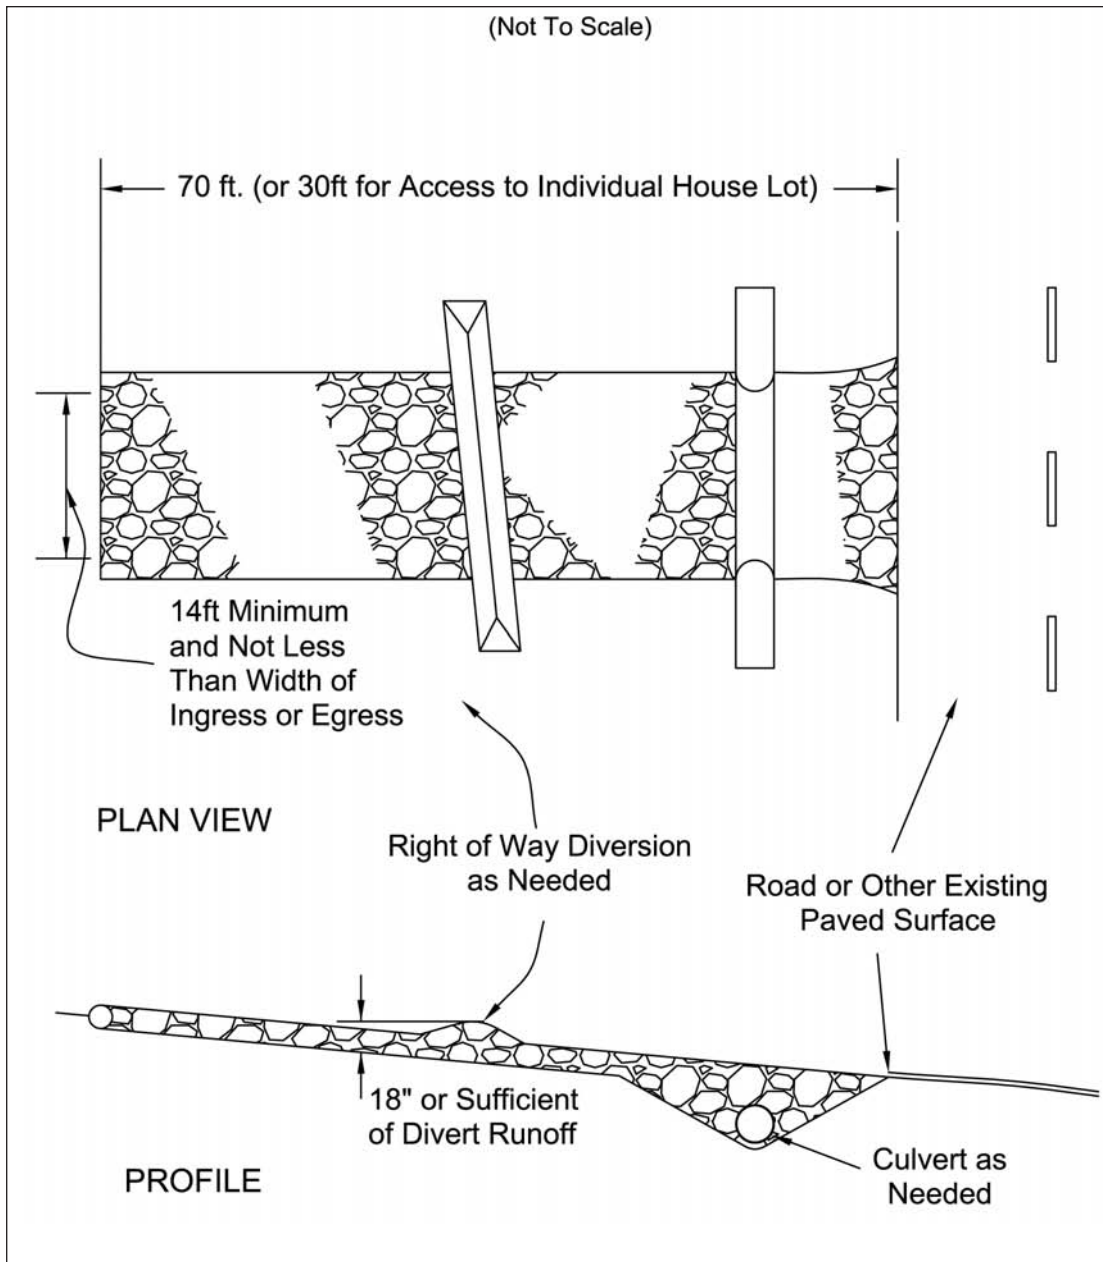 (Not To Scale)
70 ft. (or 30ft for Access to Individual House Lot)
14ft Minimum
and Not Less
Than Width of
Ingress or Egress
PLAN VIEW
Right of Way Diversion
as Needed
Road or Other Existing
Paved Surface
18" or Sufficient
of Divert Runoff
Culvert as
Needed
PROFILE